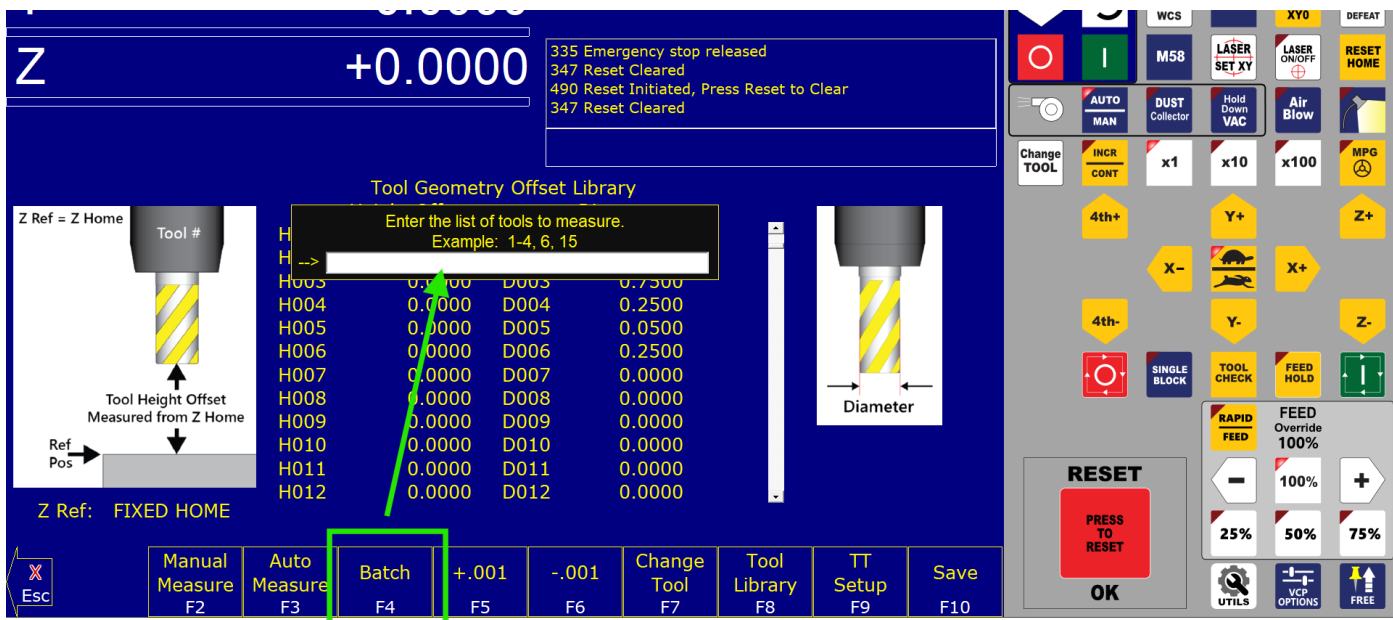 WCS
XY0
DEFEAT
Z +0.0000
335 Emergency stop released
347 Reset Cleared
490 Reset Initiated, Press Reset to Clear
347 Reset Cleared
M58
LASER SET XY
LASER ON/OFF
RESET HOME
AUTO
MAN
DUST Collector
Hold Down VAC
Air Blow
Change TOOL
INCR
CONT
x1
x10
x100
MPG
Tool Geometry Offset Library
Enter the list of tools to measure.
Example: 1-4, 6, 15
-->
Z Ref = Z Home
Tool #
Tool Height Offset
Measured from Z Home
Ref
Pos
Z Ref: FIXED HOME
H
H
H003 0.0000 D003 0.7500
H004 0.0000 D004 0.2500
H005 0.0000 D005 0.0500
H006 0.0000 D006 0.2500
H007 0.0000 D007 0.0000
H008 0.0000 D008 0.0000
H009 0.0000 D009 0.0000
H010 0.0000 D010 0.0000
H011 0.0000 D011 0.0000
H012 0.0000 D012 0.0000
Diameter
4th+
Y+
Z+
X-
X+
4th-
Y-
Z-
SINGLE BLOCK
TOOL CHECK
FEED HOLD
RAPID
FEED
FEED
Override
100%
RESET
PRESS
TO
RESET
OK
-
100%
+
25%
50%
75%
UTILS
VCP OPTIONS
FREE
X
Esc
Manual Measure F2
Auto Measure F3
Batch F4
+.001 F5
-.001 F6
Change Tool F7
Tool Library F8
TT Setup F9
Save F10